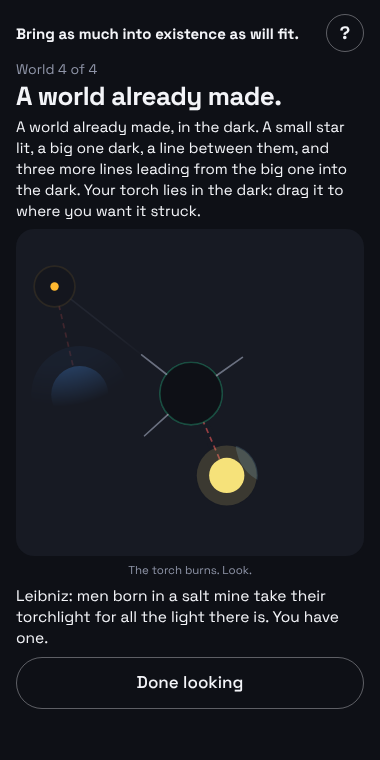 Bring as much into existence as will fit.
?
World 4 of 4
A world already made.
A world already made, in the dark. A small star
lit, a big one dark, a line between them, and
three more lines leading from the big one into
the dark. Your torch lies in the dark: drag it to
where you want it struck.
The torch burns. Look.
Leibniz: men born in a salt mine take their
torchlight for all the light there is. You have
one.
Done looking